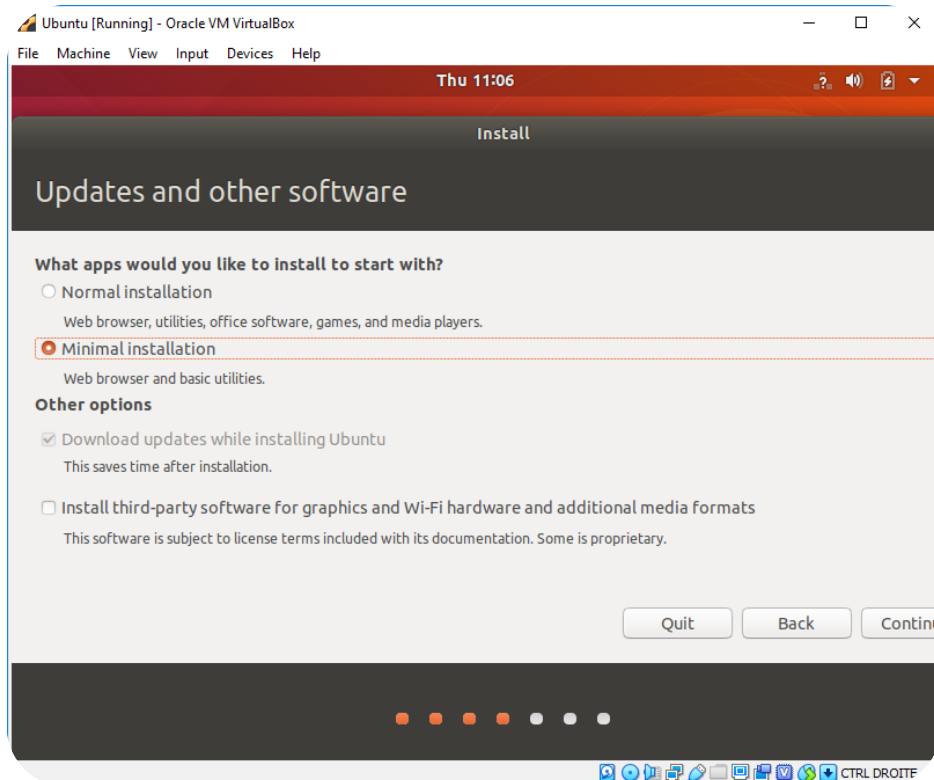 Ubuntu [Running] - Oracle VM VirtualBox
File Machine View Input Devices Help
Thu 11:06
Install
Updates and other software
What apps would you like to install to start with?
Normal installation
Web browser, utilities, office software, games, and media players.
Minimal installation
Web browser and basic utilities.
Other options
Download updates while installing Ubuntu
This saves time after installation.
Install third-party software for graphics and Wi-Fi hardware and additional media formats
This software is subject to license terms included with its documentation. Some is proprietary.
Quit Back Contin
CTRL DROITE